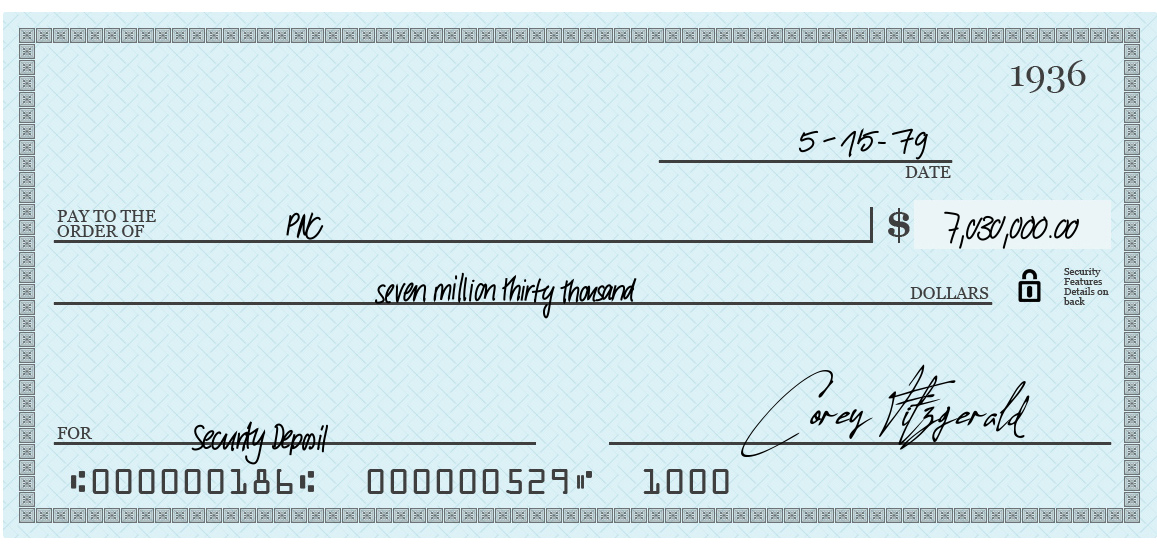 1936
5-15-79
DATE
PAY TO THE
ORDER OF PNC $ 7,030,000.00
seven million thirty thousand DOLLARS
Security
Features
Details on
back
FOR Security Deposit Corey Fitzgerald
⑆000000186⑆ 000000529⑈ 1000